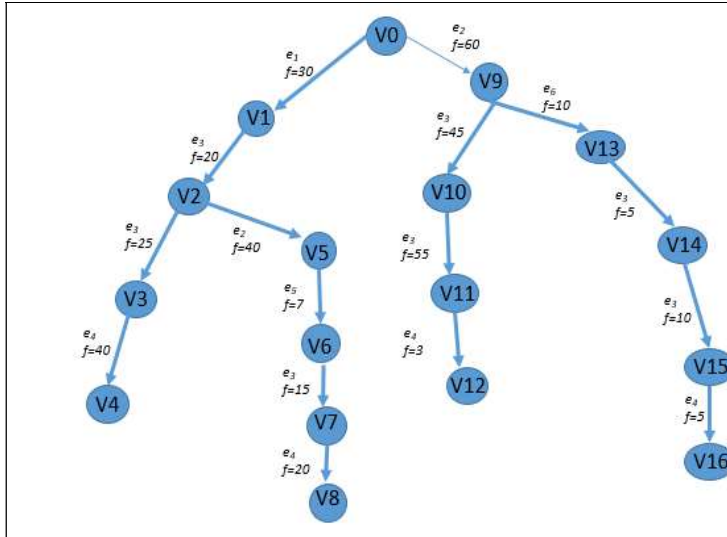 V0
e₁
f=30
e₂
f=60
V9
V1
e₆
f=10
e₃
f=20
e₃
f=45
V13
V2
V10
e₃
f=5
e₃
f=25
e₂
f=40
V5
V14
e₃
f=55
V3
e₅
f=7
V11
e₃
f=10
e₄
f=40
V6
e₄
f=3
V15
V4
e₃
f=15
V12
e₄
f=5
V7
V16
e₄
f=20
V8